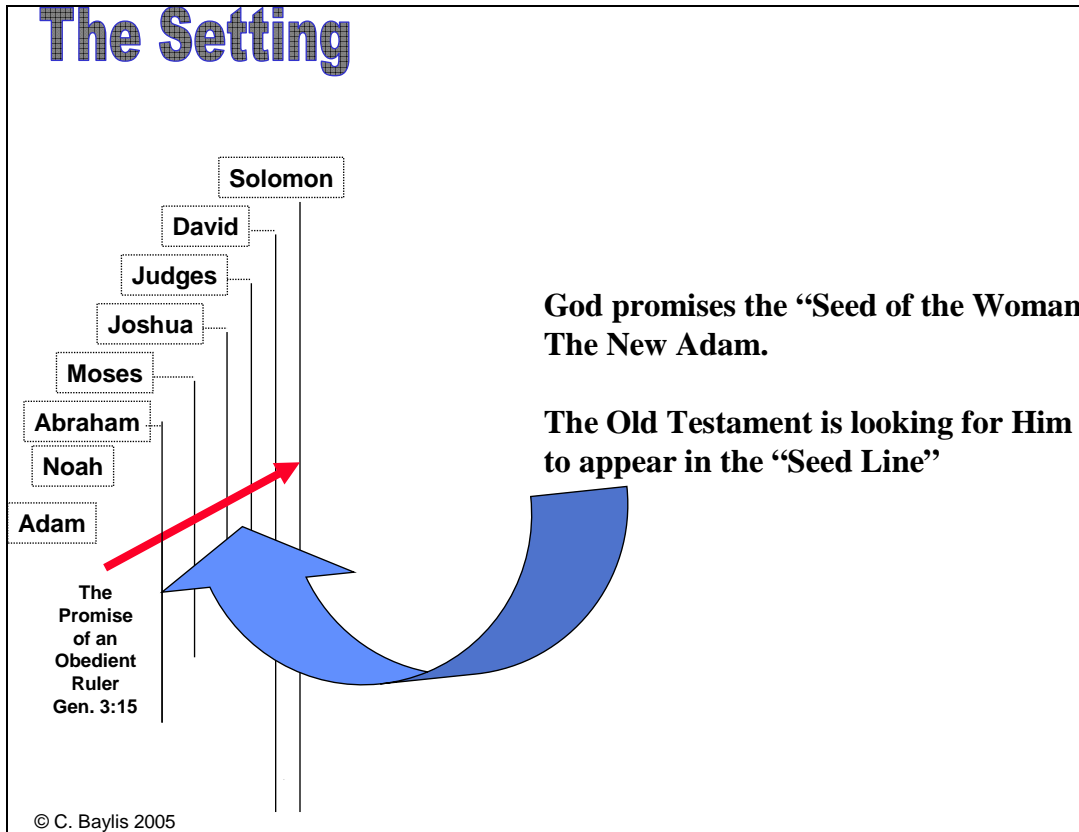 The Setting
Solomon
David
Judges
Joshua
Moses
Abraham
Noah
Adam
The
Promise
of an
Obedient
Ruler
Gen. 3:15
God promises the “Seed of the Woman
The New Adam.
The Old Testament is looking for Him
to appear in the “Seed Line”
© C. Baylis 2005